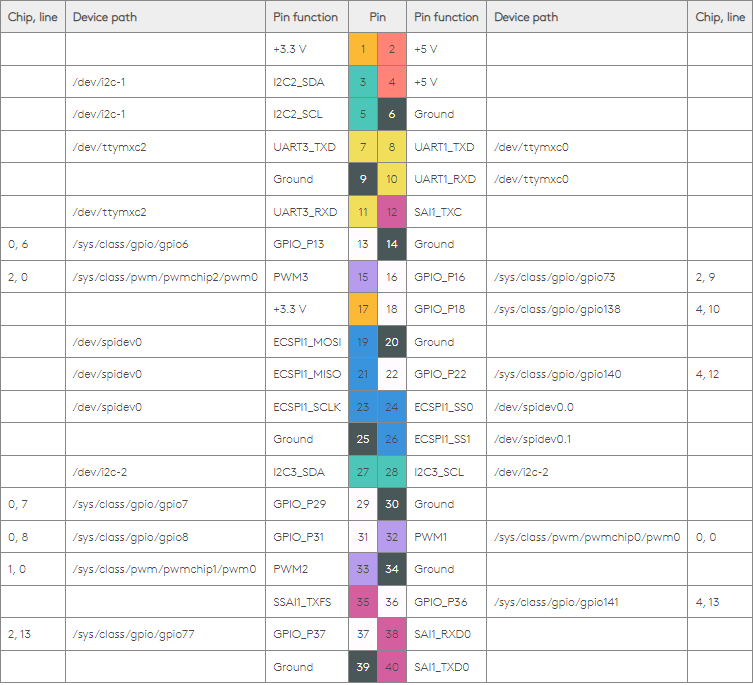 Chip, line Device path Pin function Pin Pin function Device path Chip, line
+3.3 V 1 2 +5 V
/dev/i2c-1 I2C2_SDA 3 4 +5 V
/dev/i2c-1 I2C2_SCL 5 6 Ground
/dev/ttymxc2 UART3_TXD 7 8 UART1_TXD /dev/ttymxc0
Ground 9 10 UART1_RXD /dev/ttymxc0
/dev/ttymxc2 UART3_RXD 11 12 SAI1_TXC
0, 6 /sys/class/gpio/gpio6 GPIO_P13 13 14 Ground
2, 0 /sys/class/pwm/pwmchip2/pwm0 PWM3 15 16 GPIO_P16 /sys/class/gpio/gpio73 2, 9
+3.3 V 17 18 GPIO_P18 /sys/class/gpio/gpio138 4, 10
/dev/spidev0 ECSPI1_MOSI 19 20 Ground
/dev/spidev0 ECSPI1_MISO 21 22 GPIO_P22 /sys/class/gpio/gpio140 4, 12
/dev/spidev0 ECSPI1_SCLK 23 24 ECSPI1_SS0 /dev/spidev0.0
Ground 25 26 ECSPI1_SS1 /dev/spidev0.1
/dev/i2c-2 I2C3_SDA 27 28 I2C3_SCL /dev/i2c-2
0, 7 /sys/class/gpio/gpio7 GPIO_P29 29 30 Ground
0, 8 /sys/class/gpio/gpio8 GPIO_P31 31 32 PWM1 /sys/class/pwm/pwmchip0/pwm0 0, 0
1, 0 /sys/class/pwm/pwmchip1/pwm0 PWM2 33 34 Ground
SSAI1_TXFS 35 36 GPIO_P36 /sys/class/gpio/gpio141 4, 13
2, 13 /sys/class/gpio/gpio77 GPIO_P37 37 38 SAI1_RXD0
Ground 39 40 SAI1_TXD0